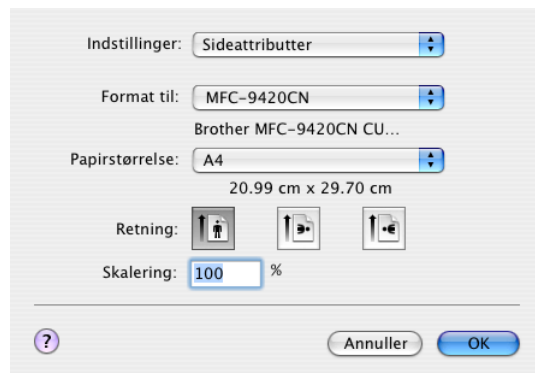 Indstillinger: Sideattributter
Format til: MFC-9420CN
Brother MFC-9420CN CU...
Papirstørrelse: A4
20.99 cm x 29.70 cm
Retning:
Skalering: 100 %
? Annuller OK